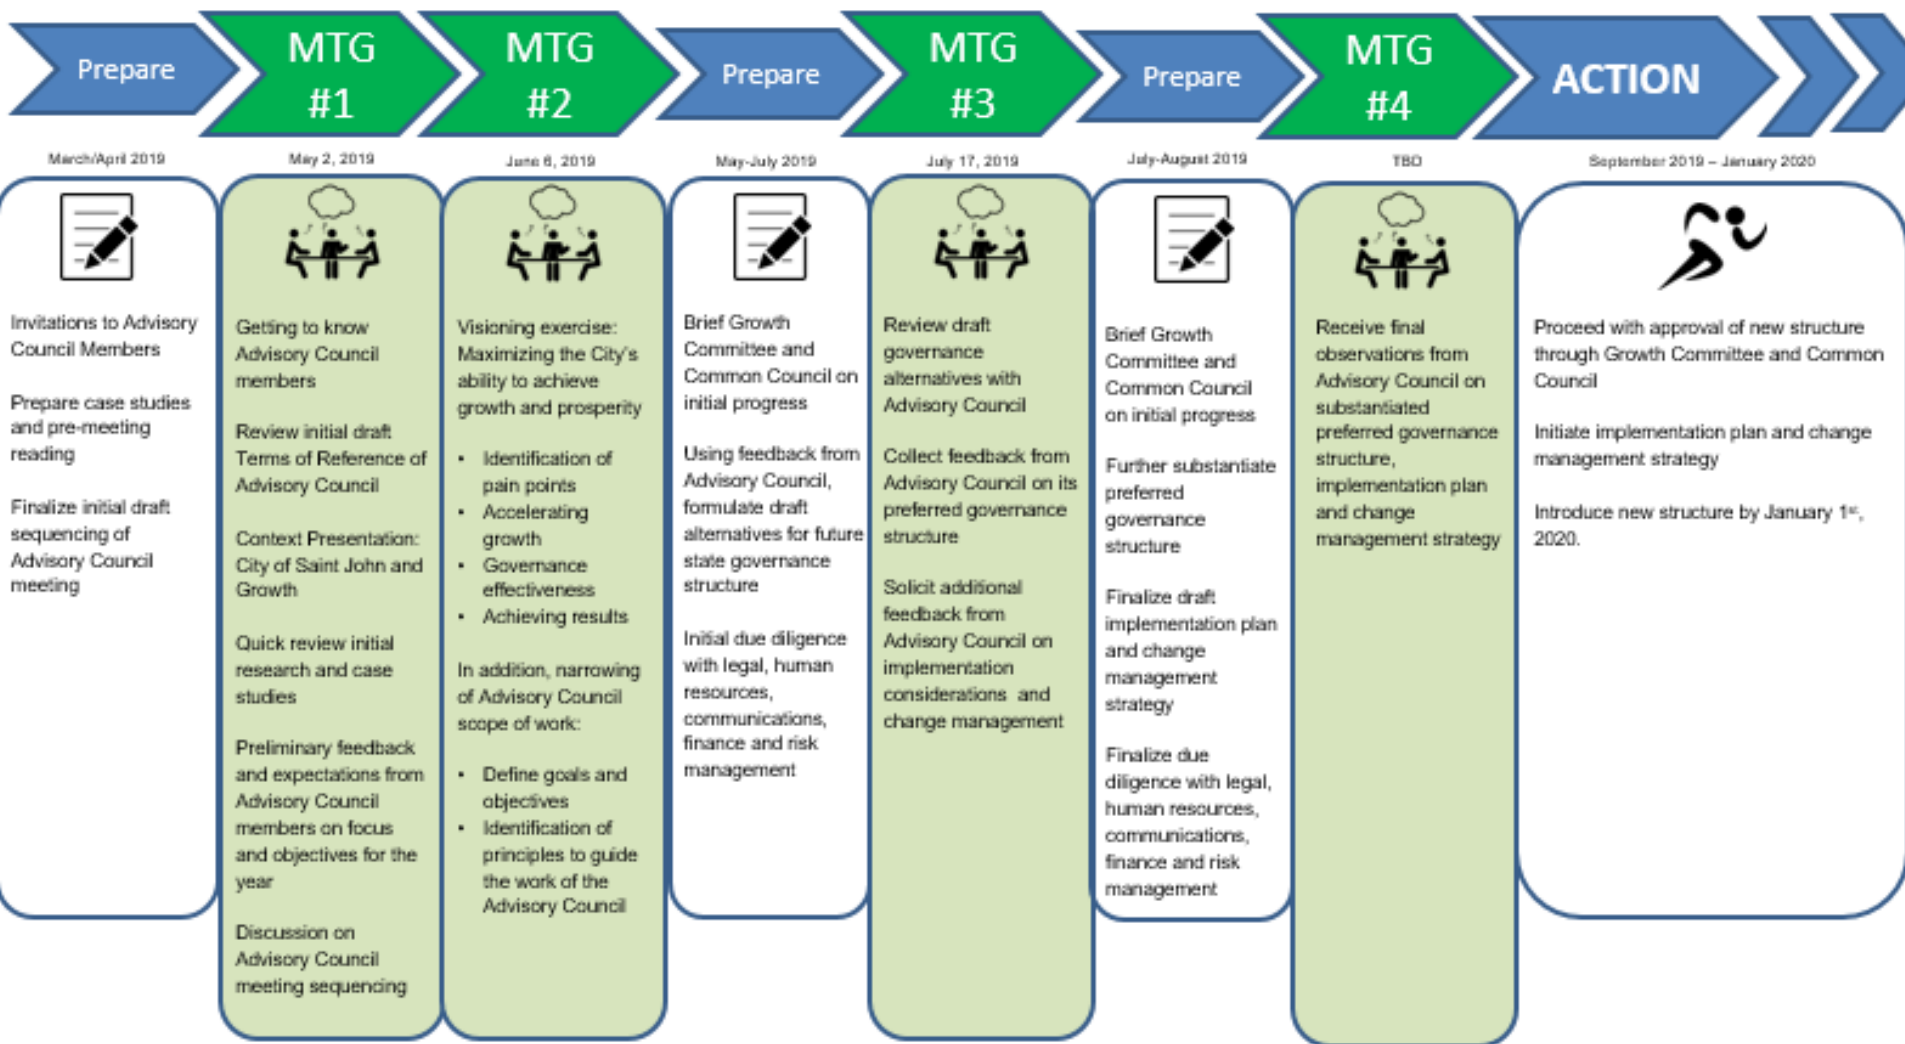 Prepare
MTG
#1
MTG
#2
Prepare
MTG
#3
Prepare
MTG
#4
ACTION
March/April 2019
May 2, 2019
June 6, 2019
May-July 2019
July 17, 2019
July-August 2019
TBD
September 2019 – January 2020
Invitations to Advisory
Council Members
Prepare case studies
and pre-meeting
reading
Finalize initial draft
sequencing of
Advisory Council
meeting
Getting to know
Advisory Council
members
Review initial draft
Terms of Reference of
Advisory Council
Context Presentation:
City of Saint John and
Growth
Quick review initial
research and case
studies
Preliminary feedback
and expectations from
Advisory Council
members on focus
and objectives for the
year
Discussion on
Advisory Council
meeting sequencing
Visioning exercise:
Maximizing the City's
ability to achieve
growth and prosperity
• Identification of
pain points
• Accelerating
growth
• Governance
effectiveness
• Achieving results
In addition, narrowing
of Advisory Council
scope of work:
• Define goals and
objectives
• Identification of
principles to guide
the work of the
Advisory Council
Brief Growth
Committee and
Common Council on
initial progress
Using feedback from
Advisory Council,
formulate draft
alternatives for future
state governance
structure
Initial due diligence
with legal, human
resources,
communications,
finance and risk
management
Review draft
governance
alternatives with
Advisory Council
Collect feedback from
Advisory Council on its
preferred governance
structure
Solicit additional
feedback from
Advisory Council on
implementation
considerations and
change management
Brief Growth
Committee and
Common Council
on initial progress
Further substantiate
preferred
governance
structure
Finalize draft
implementation plan
and change
management
strategy
Finalize due
diligence with legal,
human resources,
communications,
finance and risk
management
Receive final
observations from
Advisory Council on
substantiated
preferred governance
structure,
implementation plan
and change
management strategy
Proceed with approval of new structure
through Growth Committee and Common
Council
Initiate implementation plan and change
management strategy
Introduce new structure by January 1st,
2020.